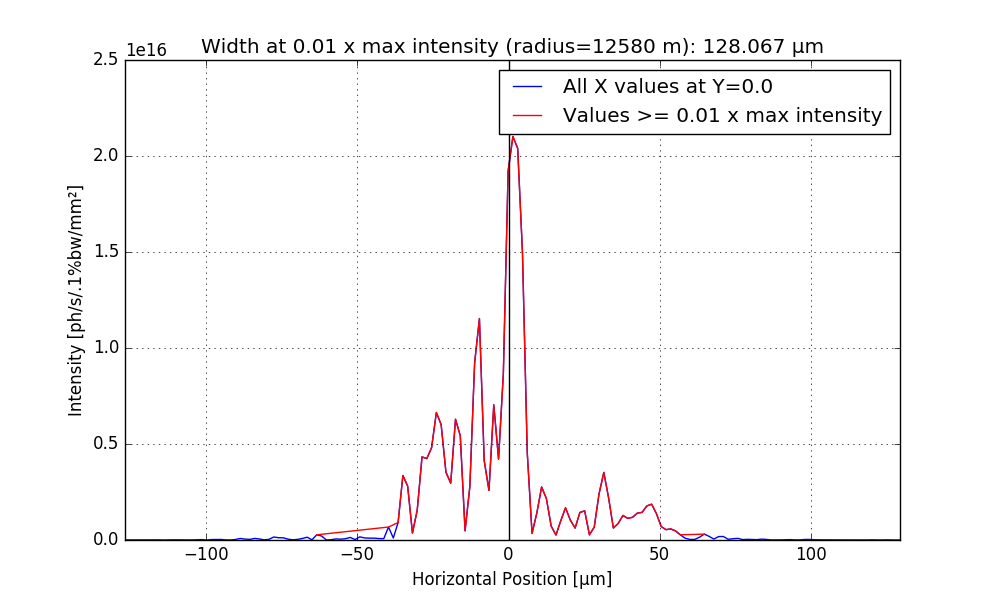 Width at 0.01 x max intensity (radius=12580 m): 128.067 μm
1e16
2.5
2.0
1.5
1.0
0.5
0.0
Intensity [ph/s/.1%bw/mm²]
All X values at Y=0.0
Values >= 0.01 x max intensity
−100
−50
0
50
100
Horizontal Position [μm]